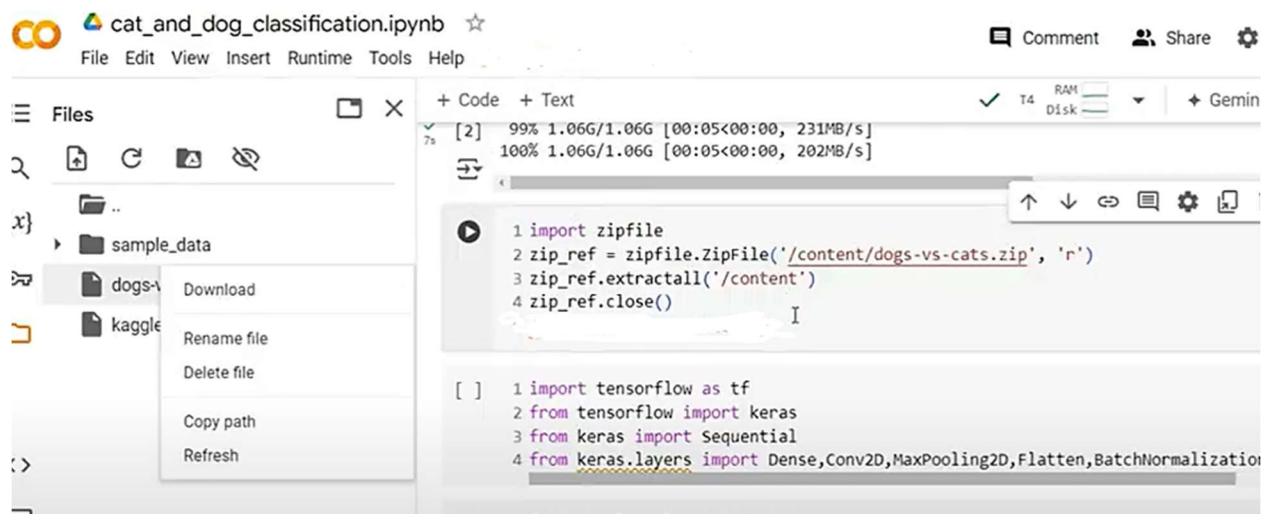 cat_and_dog_classification.ipynb
File Edit View Insert Runtime Tools Help
Comment Share
Files
+ Code + Text
T4 RAM Disk
Gemin
[2] 99% 1.06G/1.06G [00:05<00:00, 231MB/s]
7s
100% 1.06G/1.06G [00:05<00:00, 202MB/s]
..
sample_data
dogs-v
kaggle
Download
Rename file
Delete file
Copy path
Refresh
{x}
1 import zipfile
2 zip_ref = zipfile.ZipFile('/content/dogs-vs-cats.zip', 'r')
3 zip_ref.extractall('/content')
4 zip_ref.close()
[ ] 1 import tensorflow as tf
2 from tensorflow import keras
3 from keras import Sequential
4 from keras.layers import Dense,Conv2D,MaxPooling2D,Flatten,BatchNormalization